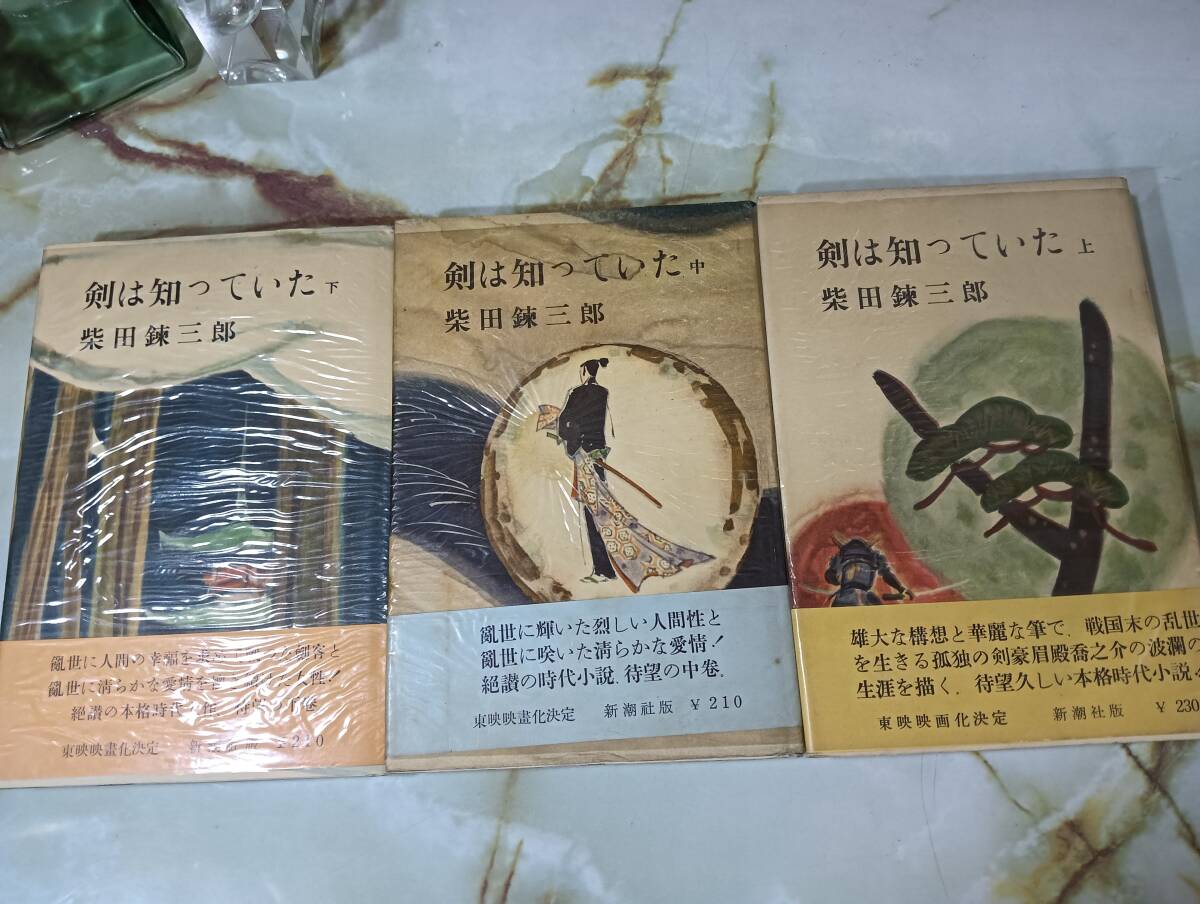 剣は知っていた 下
柴田錬三郎
亂世に人間の幸福を求め
亂世に清らかな愛情を
絶讃の本格時代
東映映畫化決定
剣は知っていた 中
柴田錬三郎
亂世に輝いた烈しい人間性と
亂世に咲いた清らかな愛情!
絶讃の時代小説。待望の中巻。
東映映畫化決定 新潮社版 ¥210
剣は知っていた 上
柴田錬三郎
雄大な構想と華麗な筆で、戦国末の乱世
を生きる孤独の剣豪眉殿喬之介の波瀾の
生涯を描く。待望久しい本格時代小説
東映映画化決定 新潮社版 ¥230